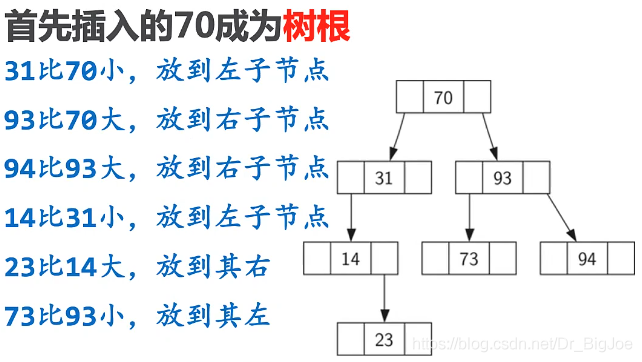 首先插入的70成为树根
31比70小，放到左子节点
93比70大，放到右子节点
94比93大，放到右子节点
14比31小，放到左子节点
23比14大，放到其右
73比93小，放到其左
70
31
93
14
73
94
23
https://blog.csdn.net/Dr_BigJoe